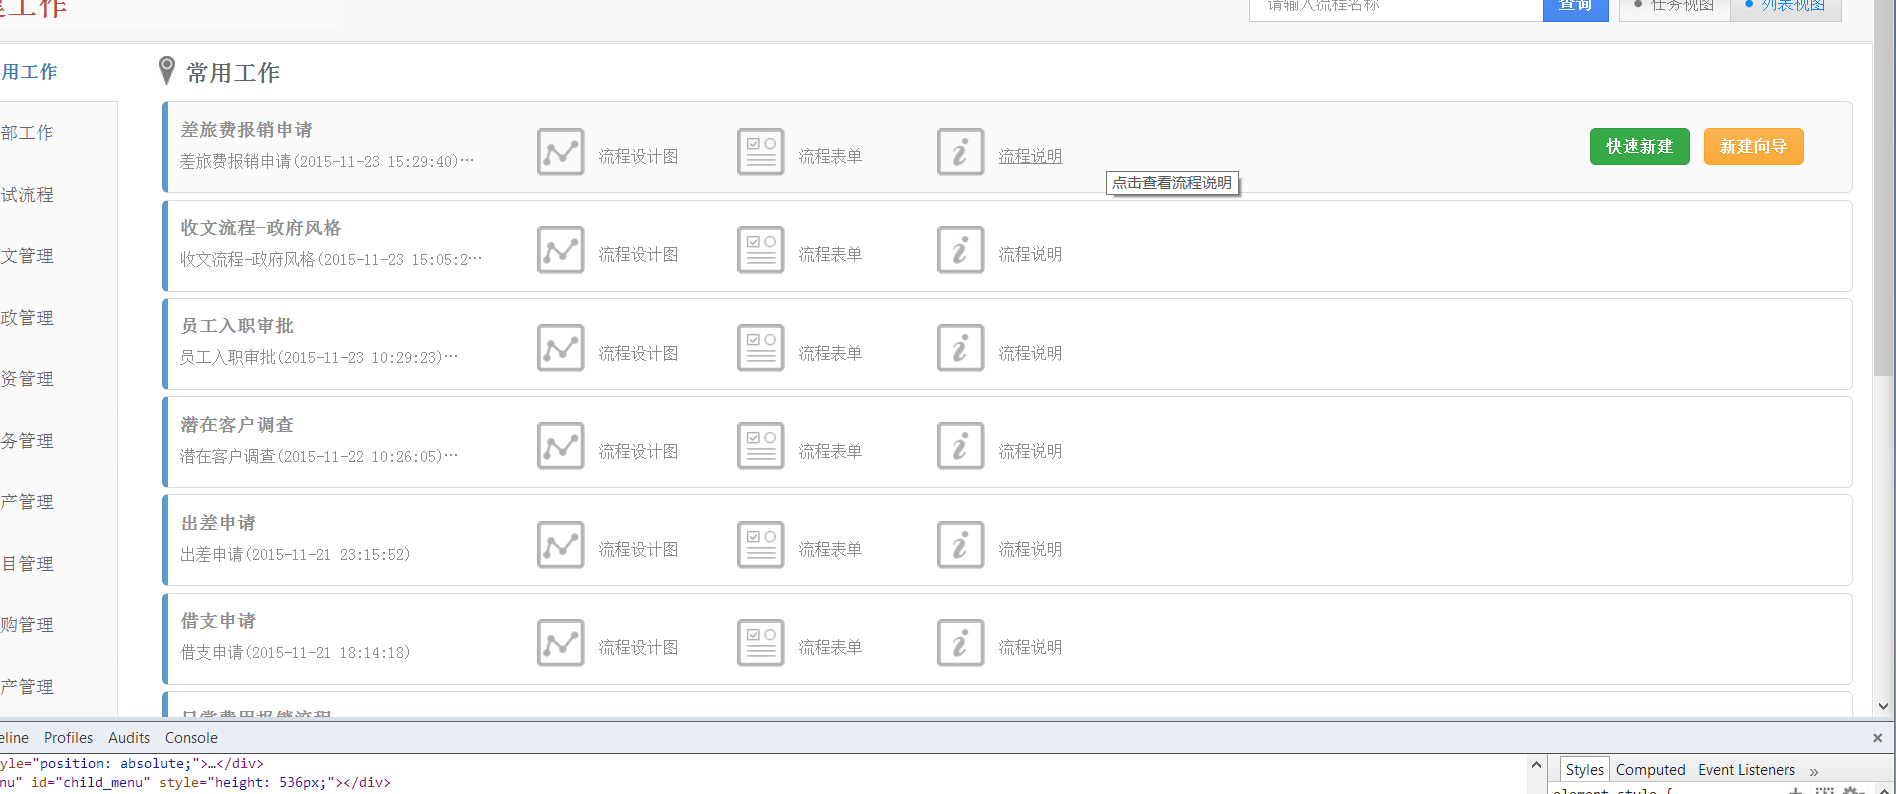 工作
请输入流程名称
查询
任务视图
列表视图
用工作
部工作
试流程
文管理
政管理
资管理
务管理
产管理
目管理
购管理
产管理
常用工作
差旅费报销申请
差旅费报销申请(2015-11-23 15:29:40)…
流程设计图
流程表单
流程说明
快速新建
新建向导
点击查看流程说明
收文流程-政府风格
收文流程-政府风格(2015-11-23 15:05:2…
流程设计图
流程表单
流程说明
员工入职审批
员工入职审批(2015-11-23 10:29:23)…
流程设计图
流程表单
流程说明
潜在客户调查
潜在客户调查(2015-11-22 10:26:05)…
流程设计图
流程表单
流程说明
出差申请
出差申请(2015-11-21 23:15:52)
流程设计图
流程表单
流程说明
借支申请
借支申请(2015-11-21 18:14:18)
流程设计图
流程表单
流程说明
日常费用报销流程
eline Profiles Audits Console
yle="position: absolute;">…</div>
nu" id="child_menu" style="height: 536px;"></div>
Styles Computed Event Listeners »
element.style {